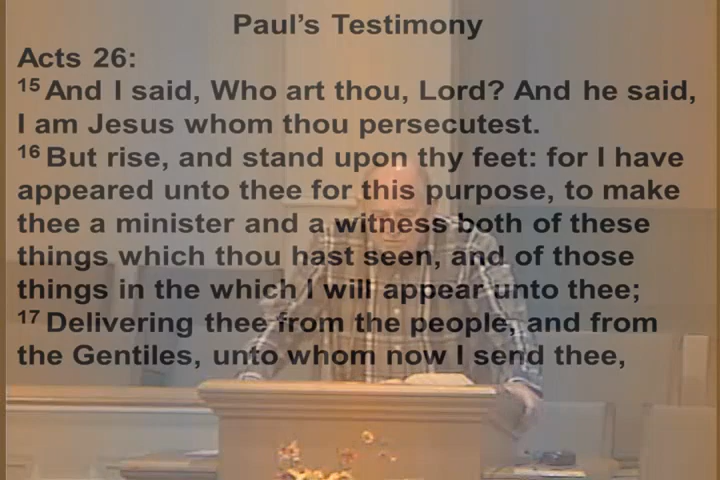 Paul’s Testimony
Acts 26:
15 And I said, Who art thou, Lord? And he said,
I am Jesus whom thou persecutest.
16 But rise, and stand upon thy feet: for I have
appeared unto thee for this purpose, to make
thee a minister and a witness both of these
things which thou hast seen, and of those
things in the which I will appear unto thee;
17 Delivering thee from the people, and from
the Gentiles, unto whom now I send thee,